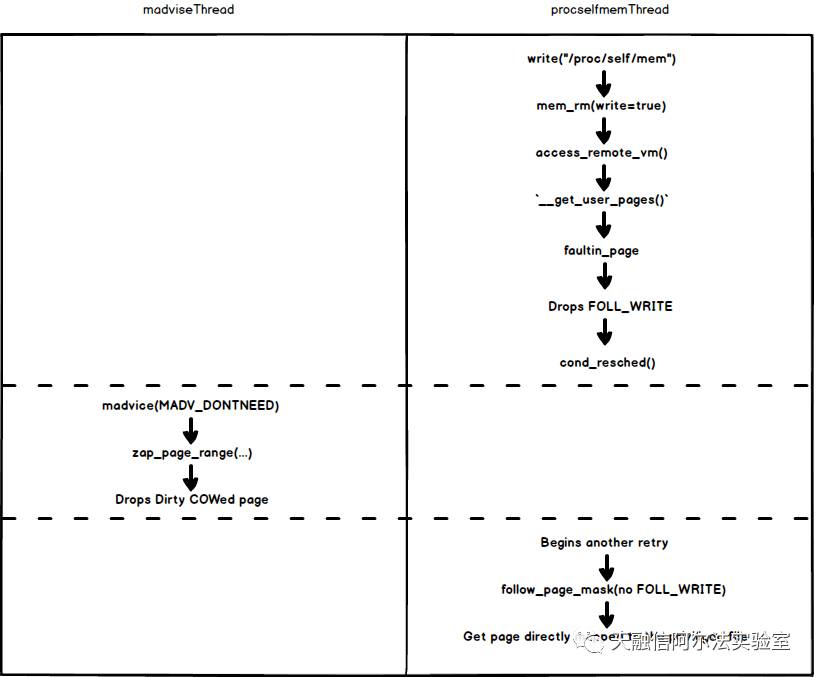 madviseThread
procselfmemThread
write("/proc/self/mem")
mem_rm(write=true)
access_remote_vm()
`__get_user_pages()`
faultin_page
Drops FOLL_WRITE
cond_resched()
madvice(MADV_DONTNEED)
zap_page_range(...)
Drops Dirty COWed page
Begins another retry
follow_page_mask(no FOLL_WRITE)
Get page directly
天融信阿尔法实验室